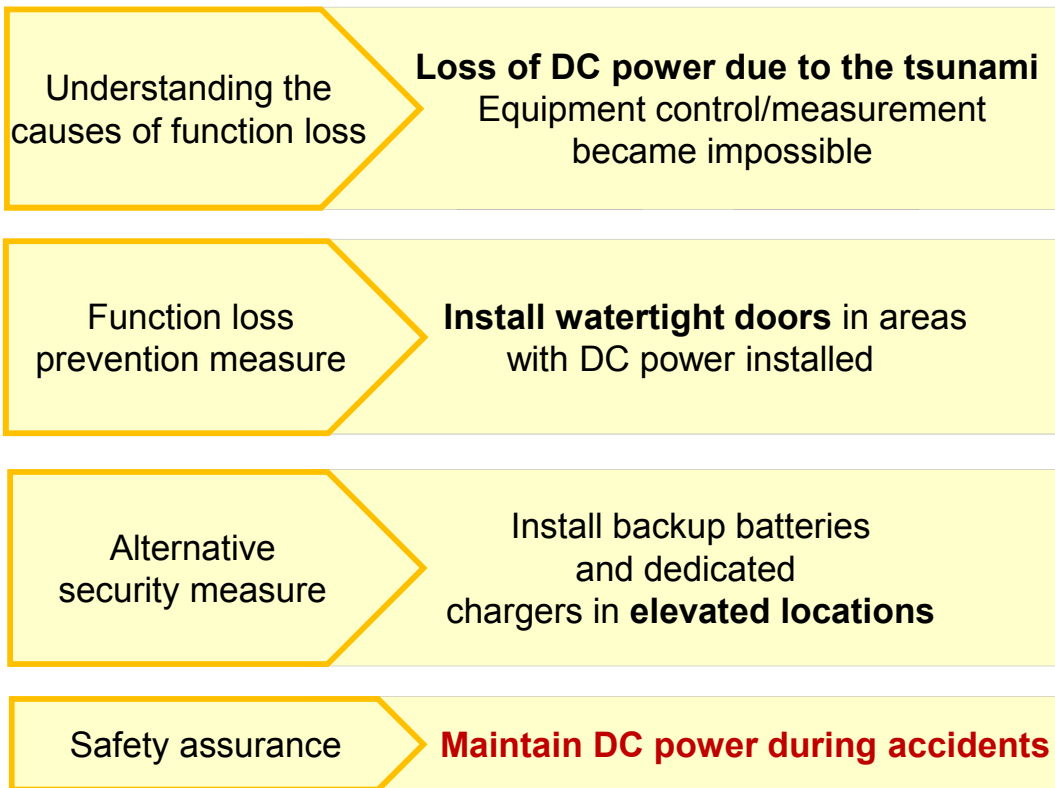 Understanding the
causes of function loss
Loss of DC power due to the tsunami
Equipment control/measurement
became impossible
Function loss
prevention measure
Install watertight doors in areas
with DC power installed
Alternative
security measure
Install backup batteries
and dedicated
chargers in elevated locations
Safety assurance
Maintain DC power during accidents